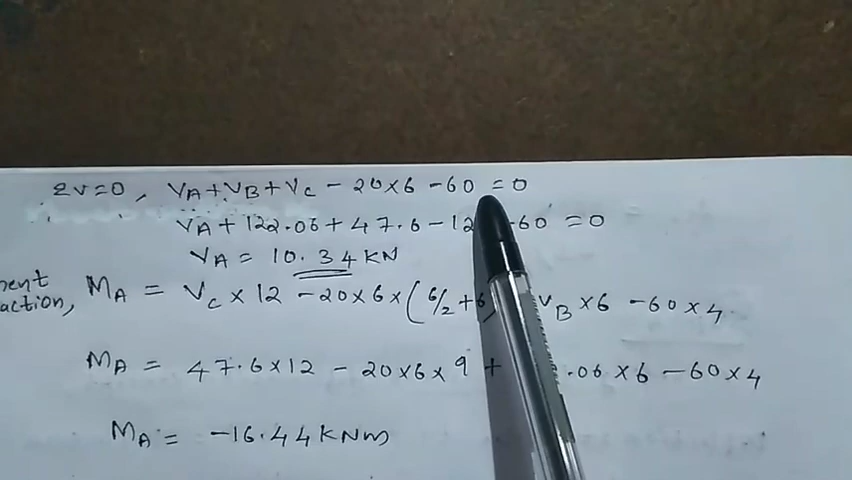 ΣV=0, VA+VB+VC - 20×6 - 60 = 0
VA + 122.06 + 47.6 - 12 - 60 = 0
VA = 10.34 KN
ment
action, MA = VC × 12 - 20×6×(6/2+6 VB×6 - 60×4
MA = 47.6×12 - 20×6×9 + .06×6 - 60×4
MA = -16.44 KNm